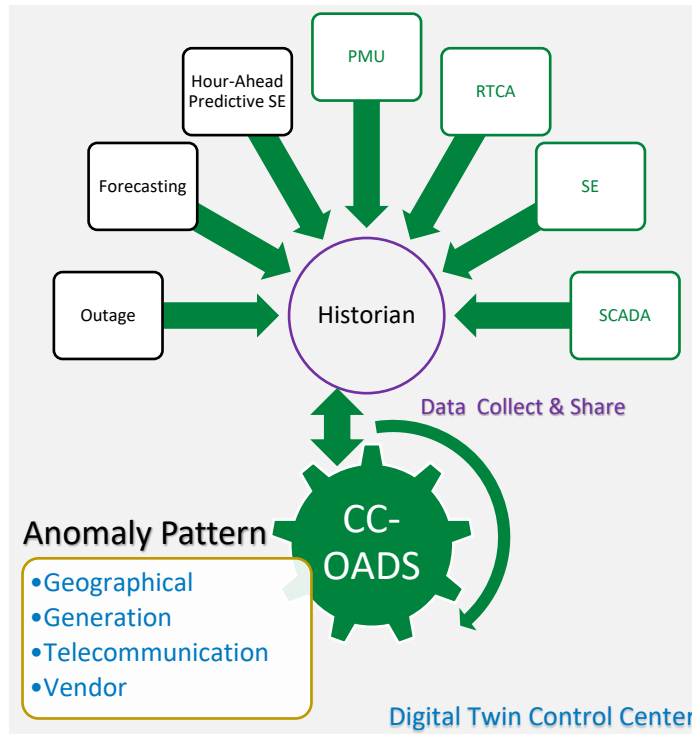 PMU
Hour-Ahead
Predictive SE
RTCA
Forecasting
SE
Outage
Historian
SCADA
Data Collect & Share
CC-
OADS
Anomaly Pattern
•Geographical
•Generation
•Telecommunication
•Vendor
Digital Twin Control Center